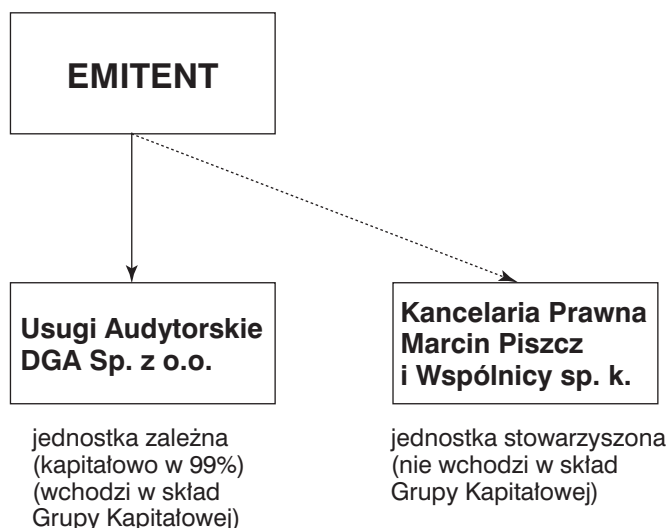 EMITENT
Usugi Audytorskie
DGA Sp. z o.o.
Kancelaria Prawna
Marcin Piszcz
i Wspólnicy sp. k.
jednostka zależna
(kapitałowo w 99%)
(wchodzi w skład
Grupy Kapitałowej)
jednostka stowarzyszona
(nie wchodzi w skład
Grupy Kapitałowej)